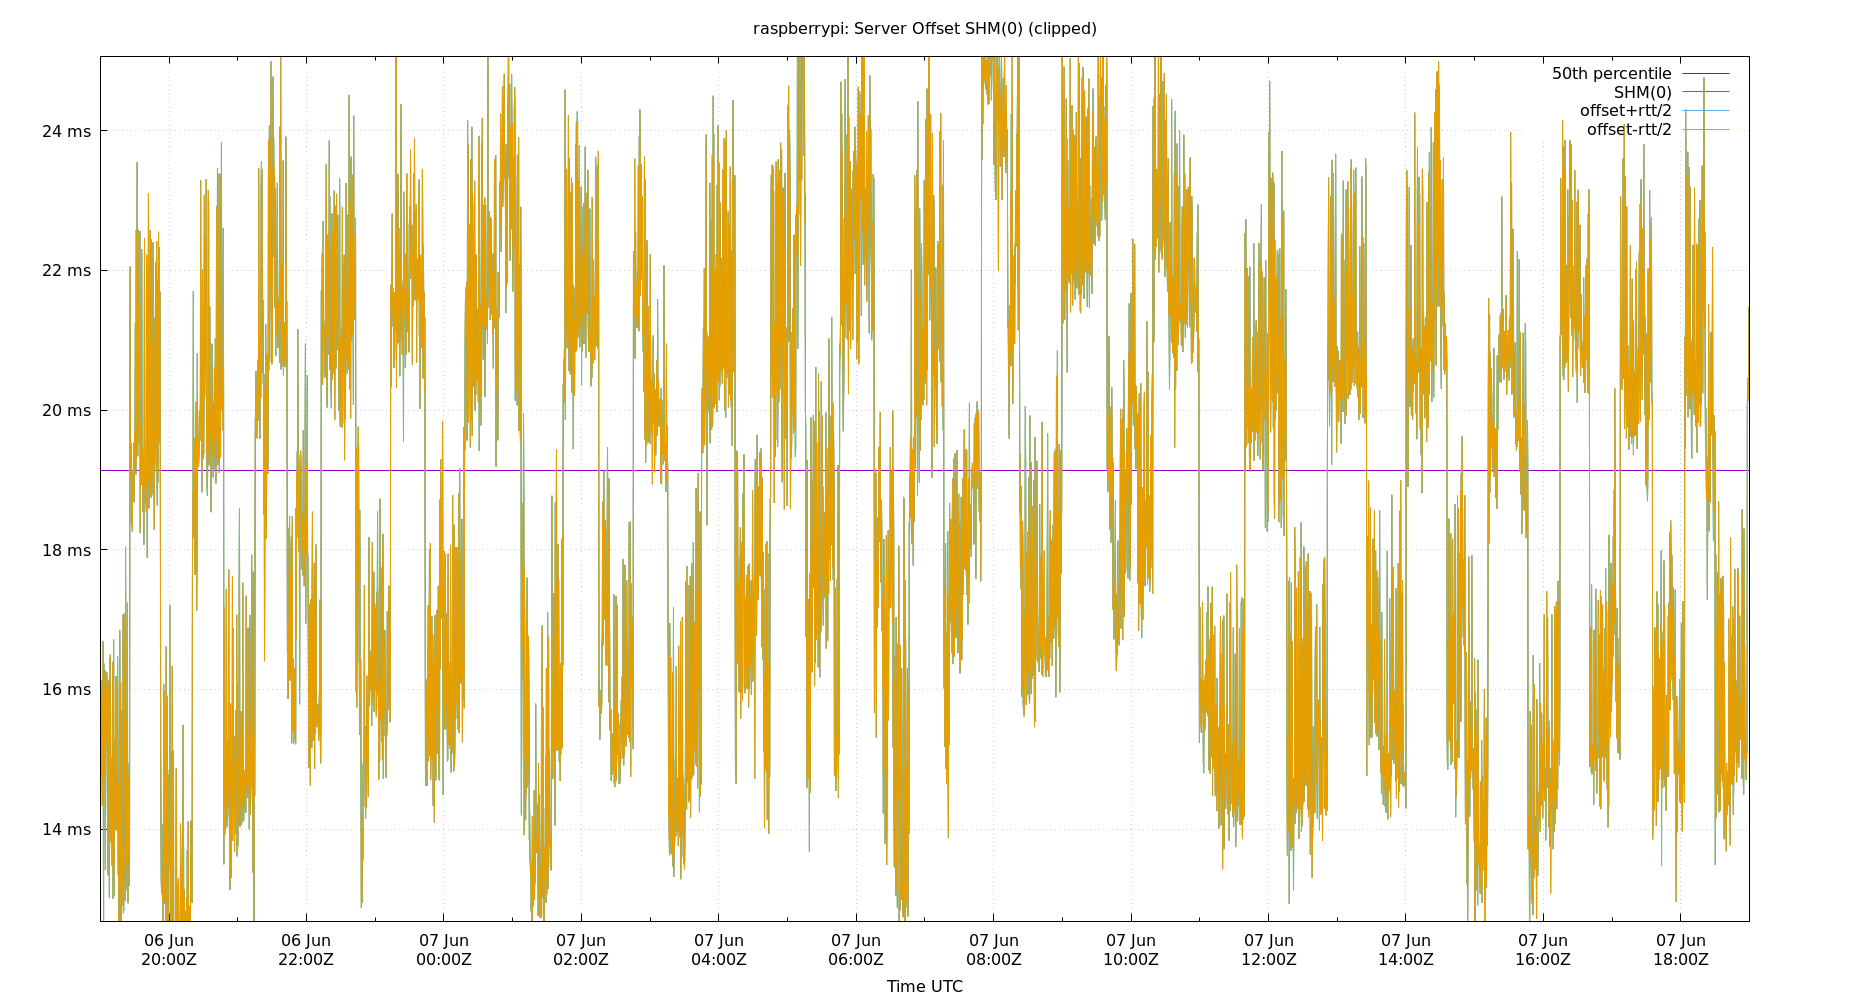 raspberrypi: Server Offset SHM(0) (clipped)
50th percentile
SHM(0)
offset+rtt/2
offset-rtt/2
24 ms
22 ms
20 ms
18 ms
16 ms
14 ms
06 Jun 06 Jun 07 Jun 07 Jun 07 Jun 07 Jun 07 Jun 07 Jun 07 Jun 07 Jun 07 Jun 07 Jun
20:00Z 22:00Z 00:00Z 02:00Z 04:00Z 06:00Z 08:00Z 10:00Z 12:00Z 14:00Z 16:00Z 18:00Z
Time UTC